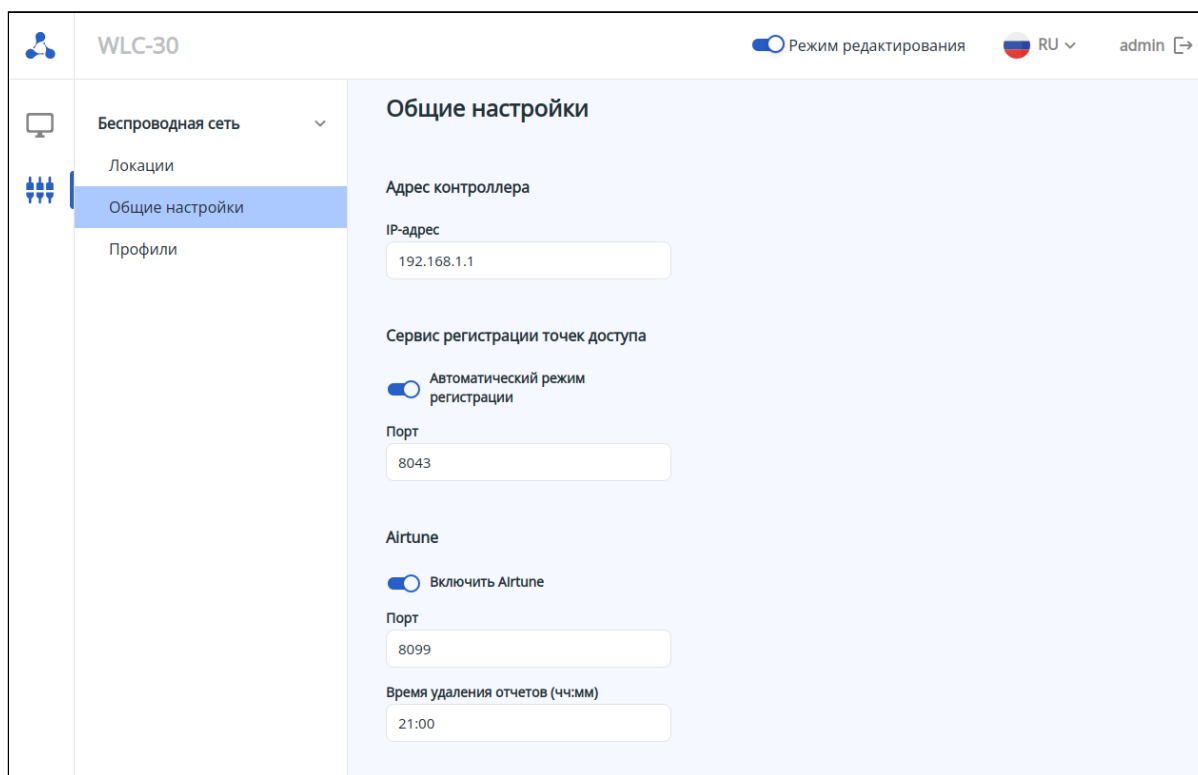 WLC-30
Режим редактирования
RU
admin
Беспроводная сеть
Локации
Общие настройки
Профили
Общие настройки
Адрес контроллера
IP-адрес
192.168.1.1
Сервис регистрации точек доступа
Автоматический режим
регистрации
Порт
8043
Airtune
Включить AIrtune
Порт
8099
Время удаления отчетов (чч:мм)
21:00